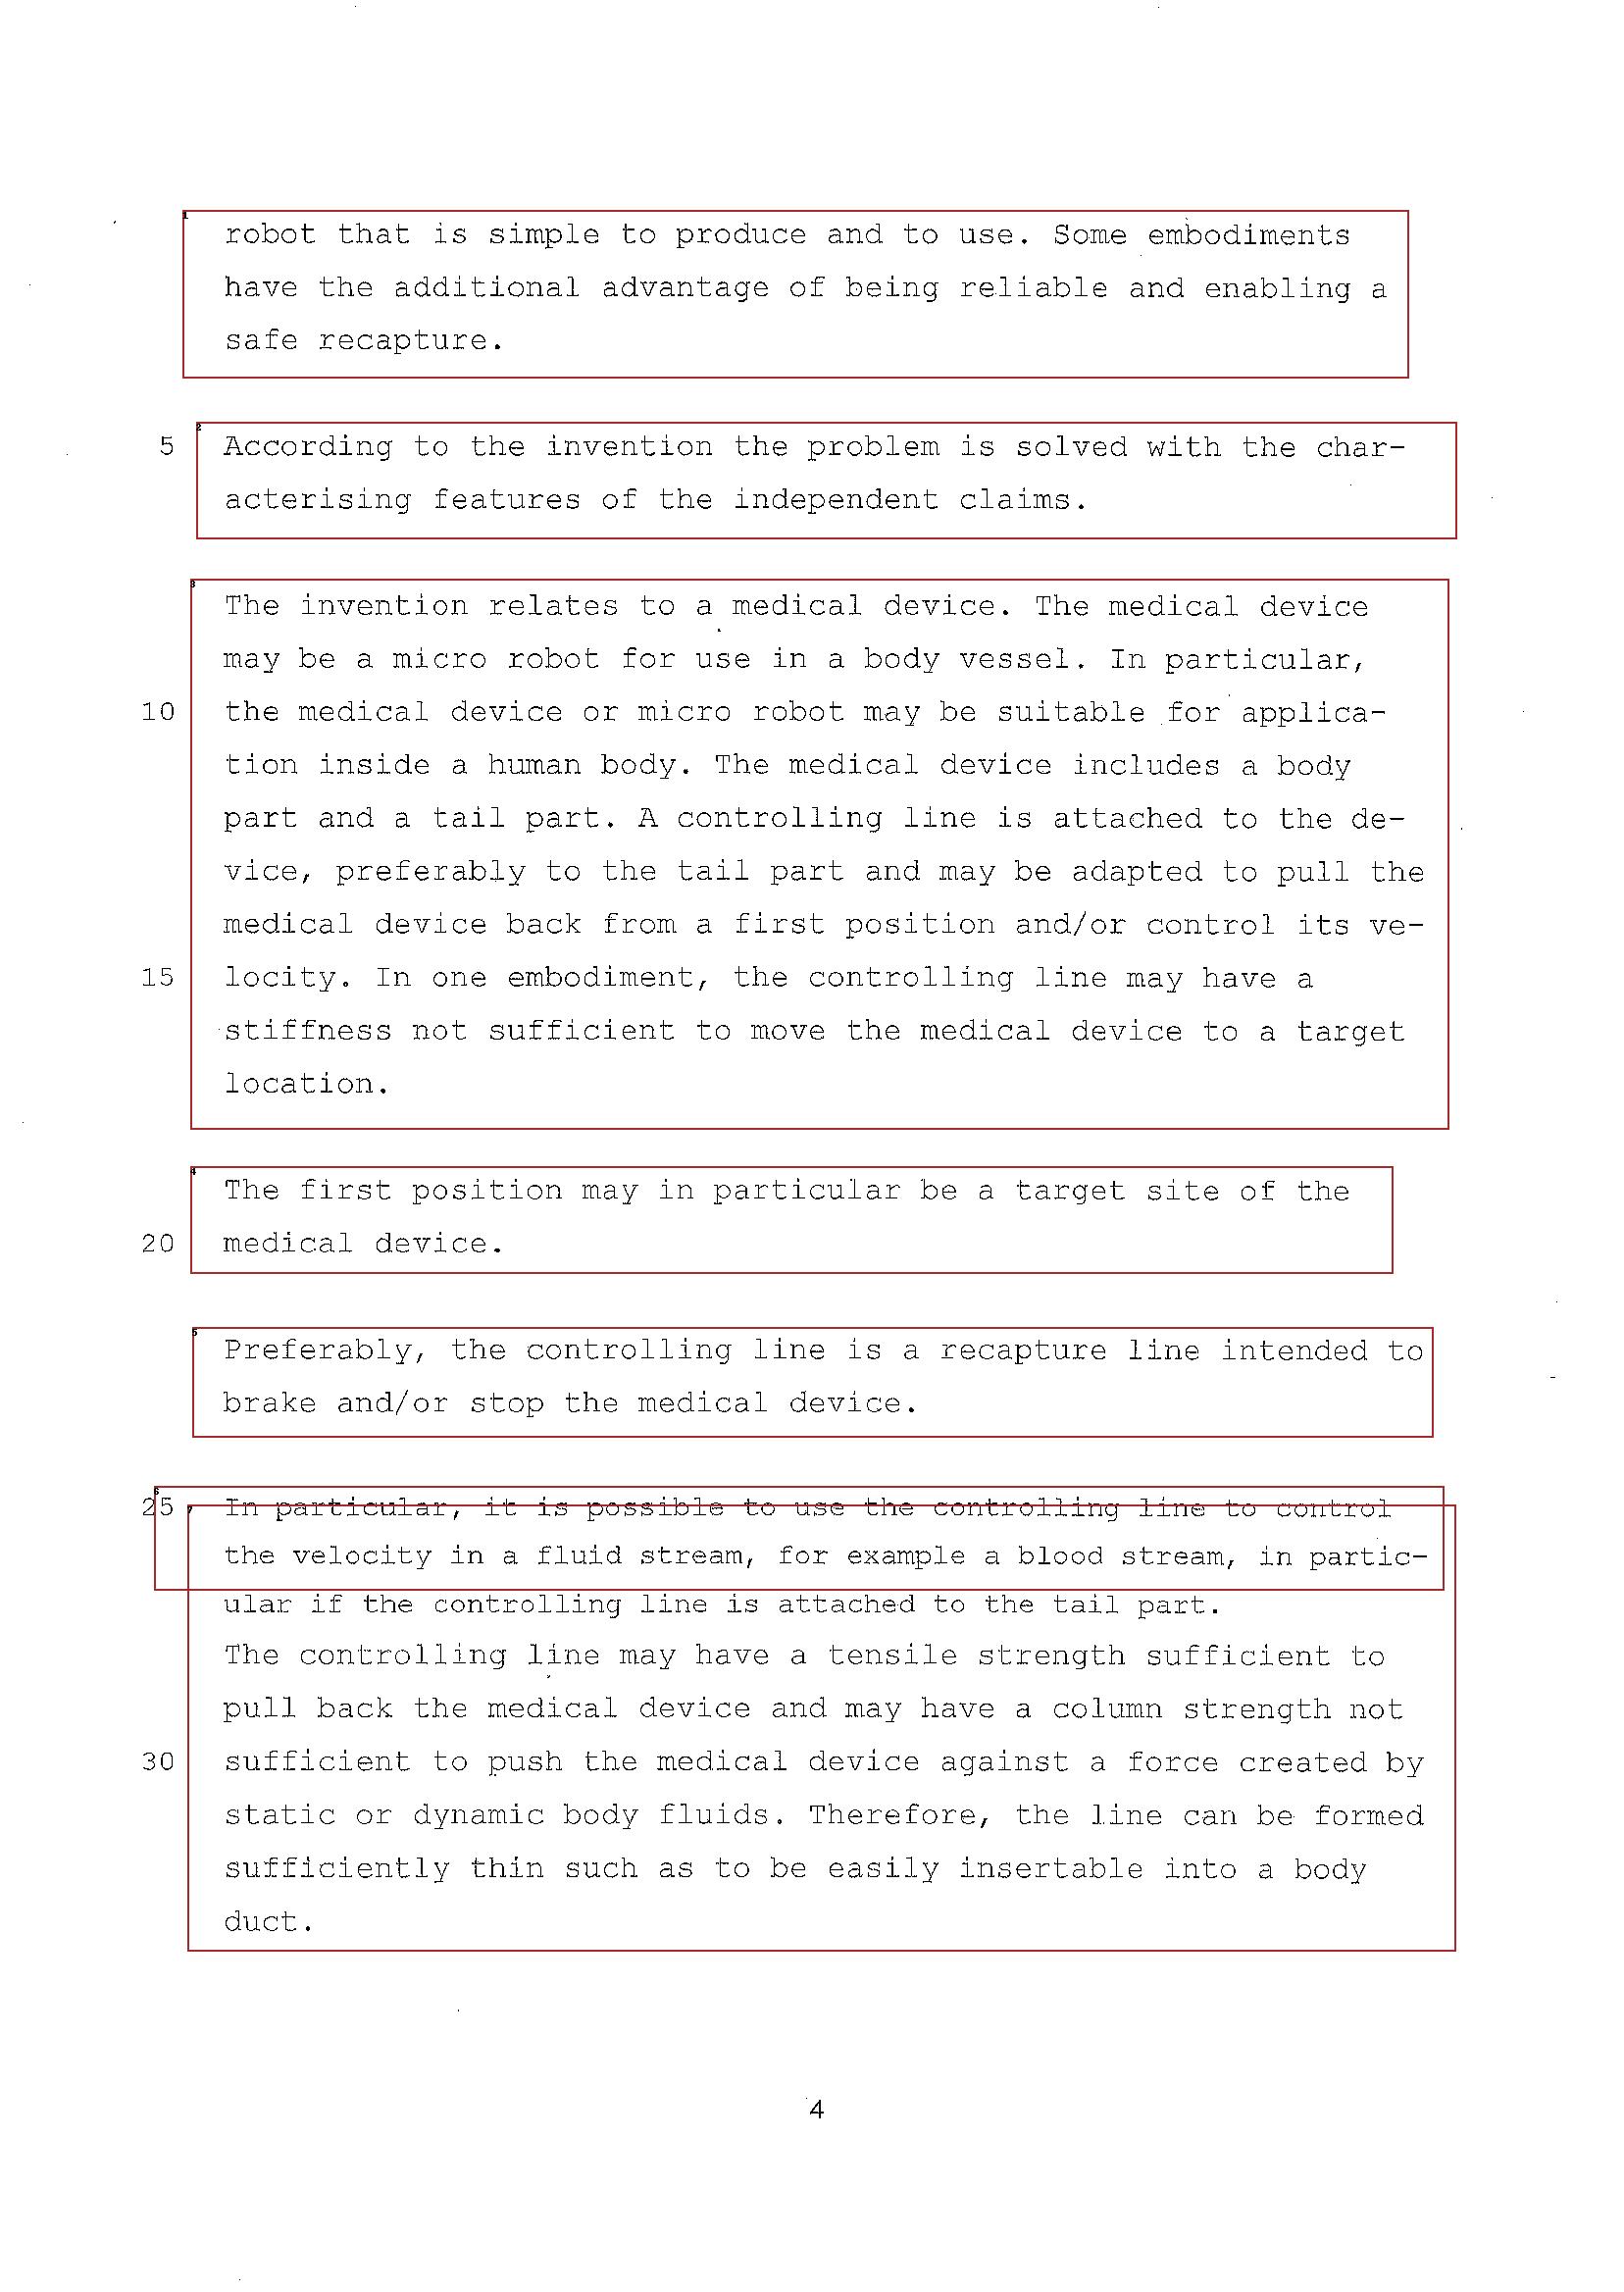 robot that is simple to produce and to use. Some embodiments
have the additional advantage of being reliable and enabling a
safe recapture.
5 According to the invention the problem is solved with the char-
acterising features of the independent claims.
The invention relates to a medical device. The medical device
may be a micro robot for use in a body vessel. In particular,
10 the medical device or micro robot may be suitable for applica-
tion inside a human body. The medical device includes a body
part and a tail part. A controlling line is attached to the de-
vice, preferably to the tail part and may be adapted to pull the
medical device back from a first position and/or control its ve-
15 locity. In one embodiment, the controlling line may have a
stiffness not sufficient to move the medical device to a target
location.
The first position may in particular be a target site of the
20 medical device.
Preferably, the controlling line is a recapture line intended to
brake and/or stop the medical device.
25 In particular, it is possible to use the controlling line to control
the velocity in a fluid stream, for example a blood stream, in partic-
ular if the controlling line is attached to the tail part.
The controlling line may have a tensile strength sufficient to
pull back the medical device and may have a column strength not
30 sufficient to push the medical device against a force created by
static or dynamic body fluids. Therefore, the line can be formed
sufficiently thin such as to be easily insertable into a body
duct.
4